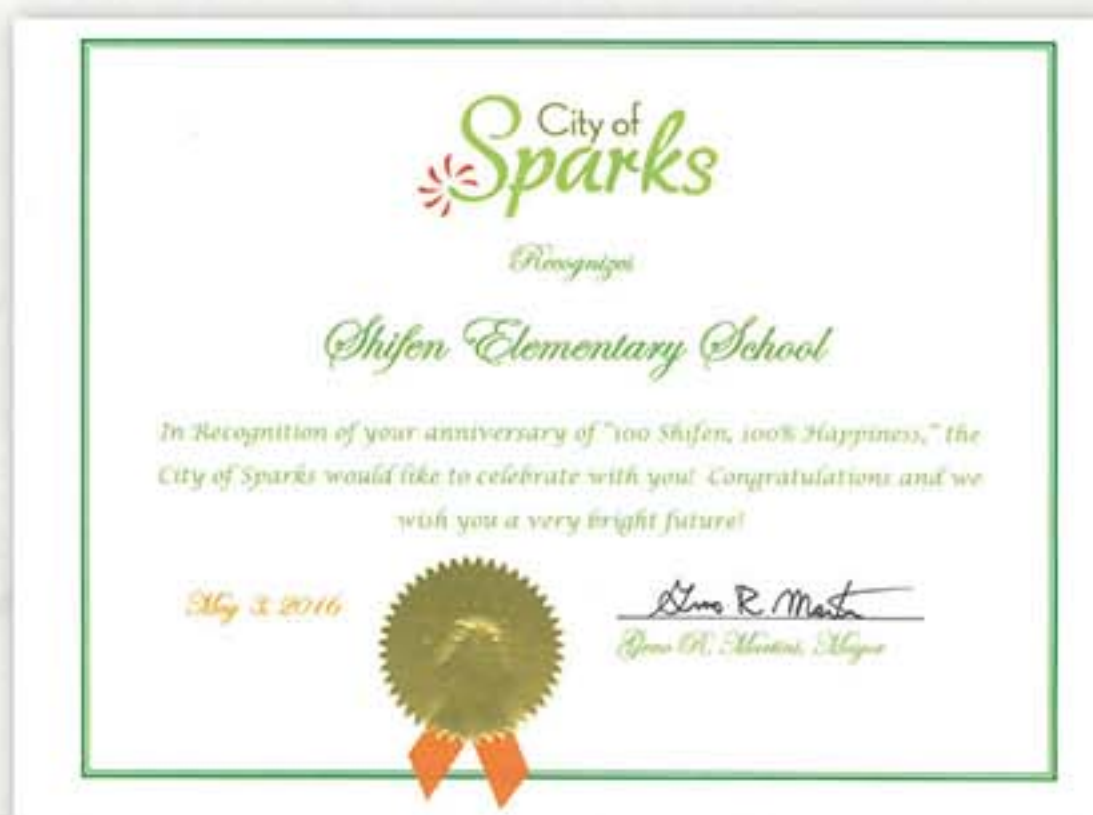 City of
Sparks
Recognizes
Shifen Elementary School
In Recognition of your anniversary of "100 Shifen, 100% Happiness," the
City of Sparks would like to celebrate with you! Congratulations and we
wish you a very bright future!
May 3, 2016
Geno R. Martini
Geno R. Martini, Mayor